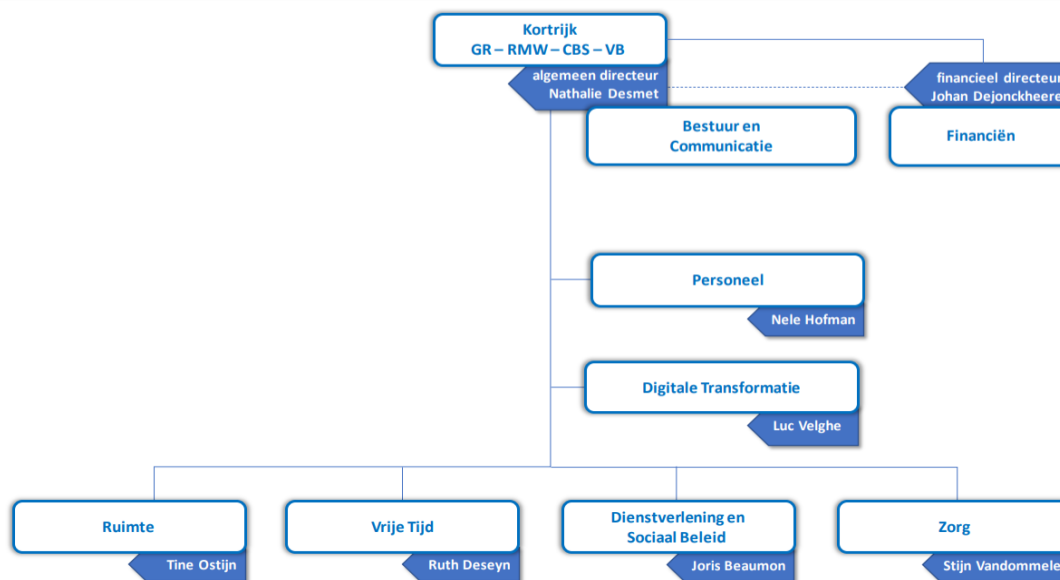 Kortrijk
GR – RMW – CBS – VB
algemeen directeur
Nathalie Desmet
financieel directeur
Johan Dejonckheere
Bestuur en
Communicatie
Financiën
Personeel
Nele Hofman
Digitale Transformatie
Luc Velghe
Ruimte
Vrije Tijd
Dienstverlening en
Sociaal Beleid
Zorg
Tine Ostijn
Ruth Deseyn
Joris Beaumon
Stijn Vandommele